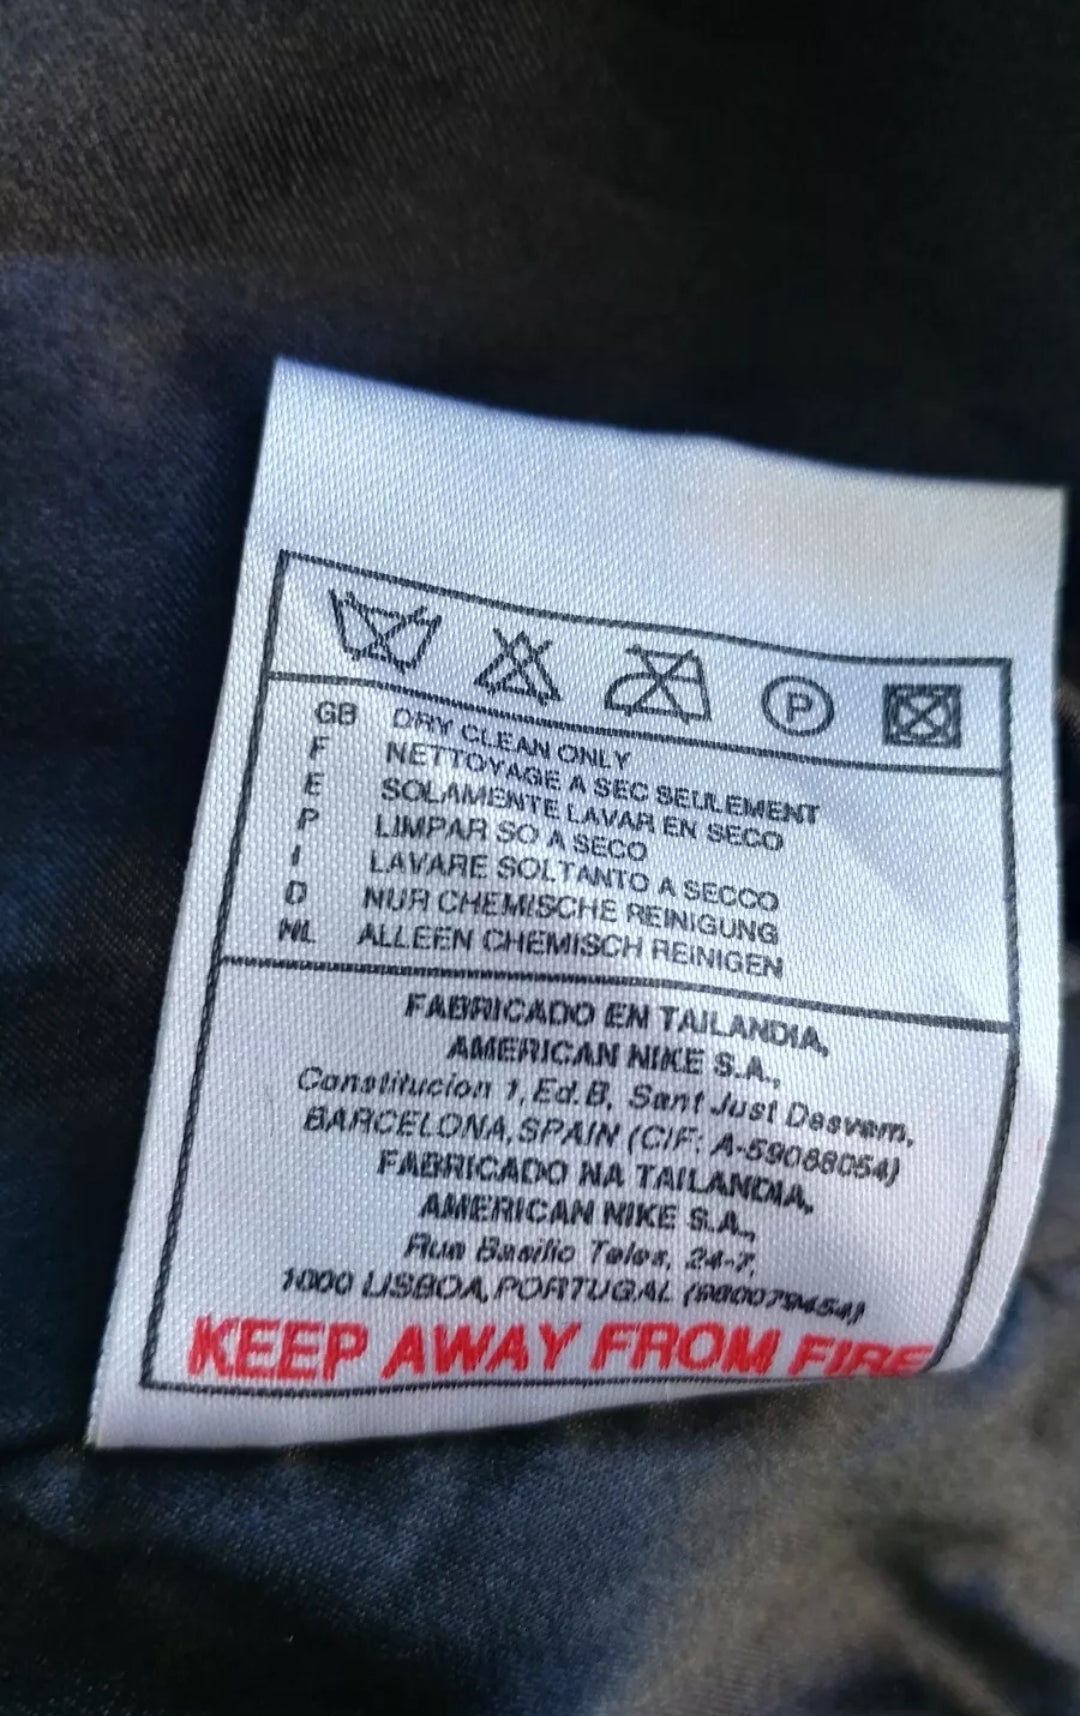 P
GB DRY CLEAN ONLY
F NETTOYAGE A SEC SEULEMENT
E SOLAMENTE LAVAR EN SECO
P LIMPAR SO A SECO
I LAVARE SOLTANTO A SECCO
D NUR CHEMISCHE REINIGUNG
NL ALLEEN CHEMISCH REINIGEN
FABRICADO EN TAILANDIA,
AMERICAN NIKE S.A.,
Constitucion 1, Ed.B, Sant Just Desvern,
BARCELONA, SPAIN (CIF: A-59088054)
FABRICADO NA TAILANDIA,
AMERICAN NIKE S.A.,
Rua Basilio Teles, 24-7,
1000 LISBOA, PORTUGAL
KEEP AWAY FROM FIRE